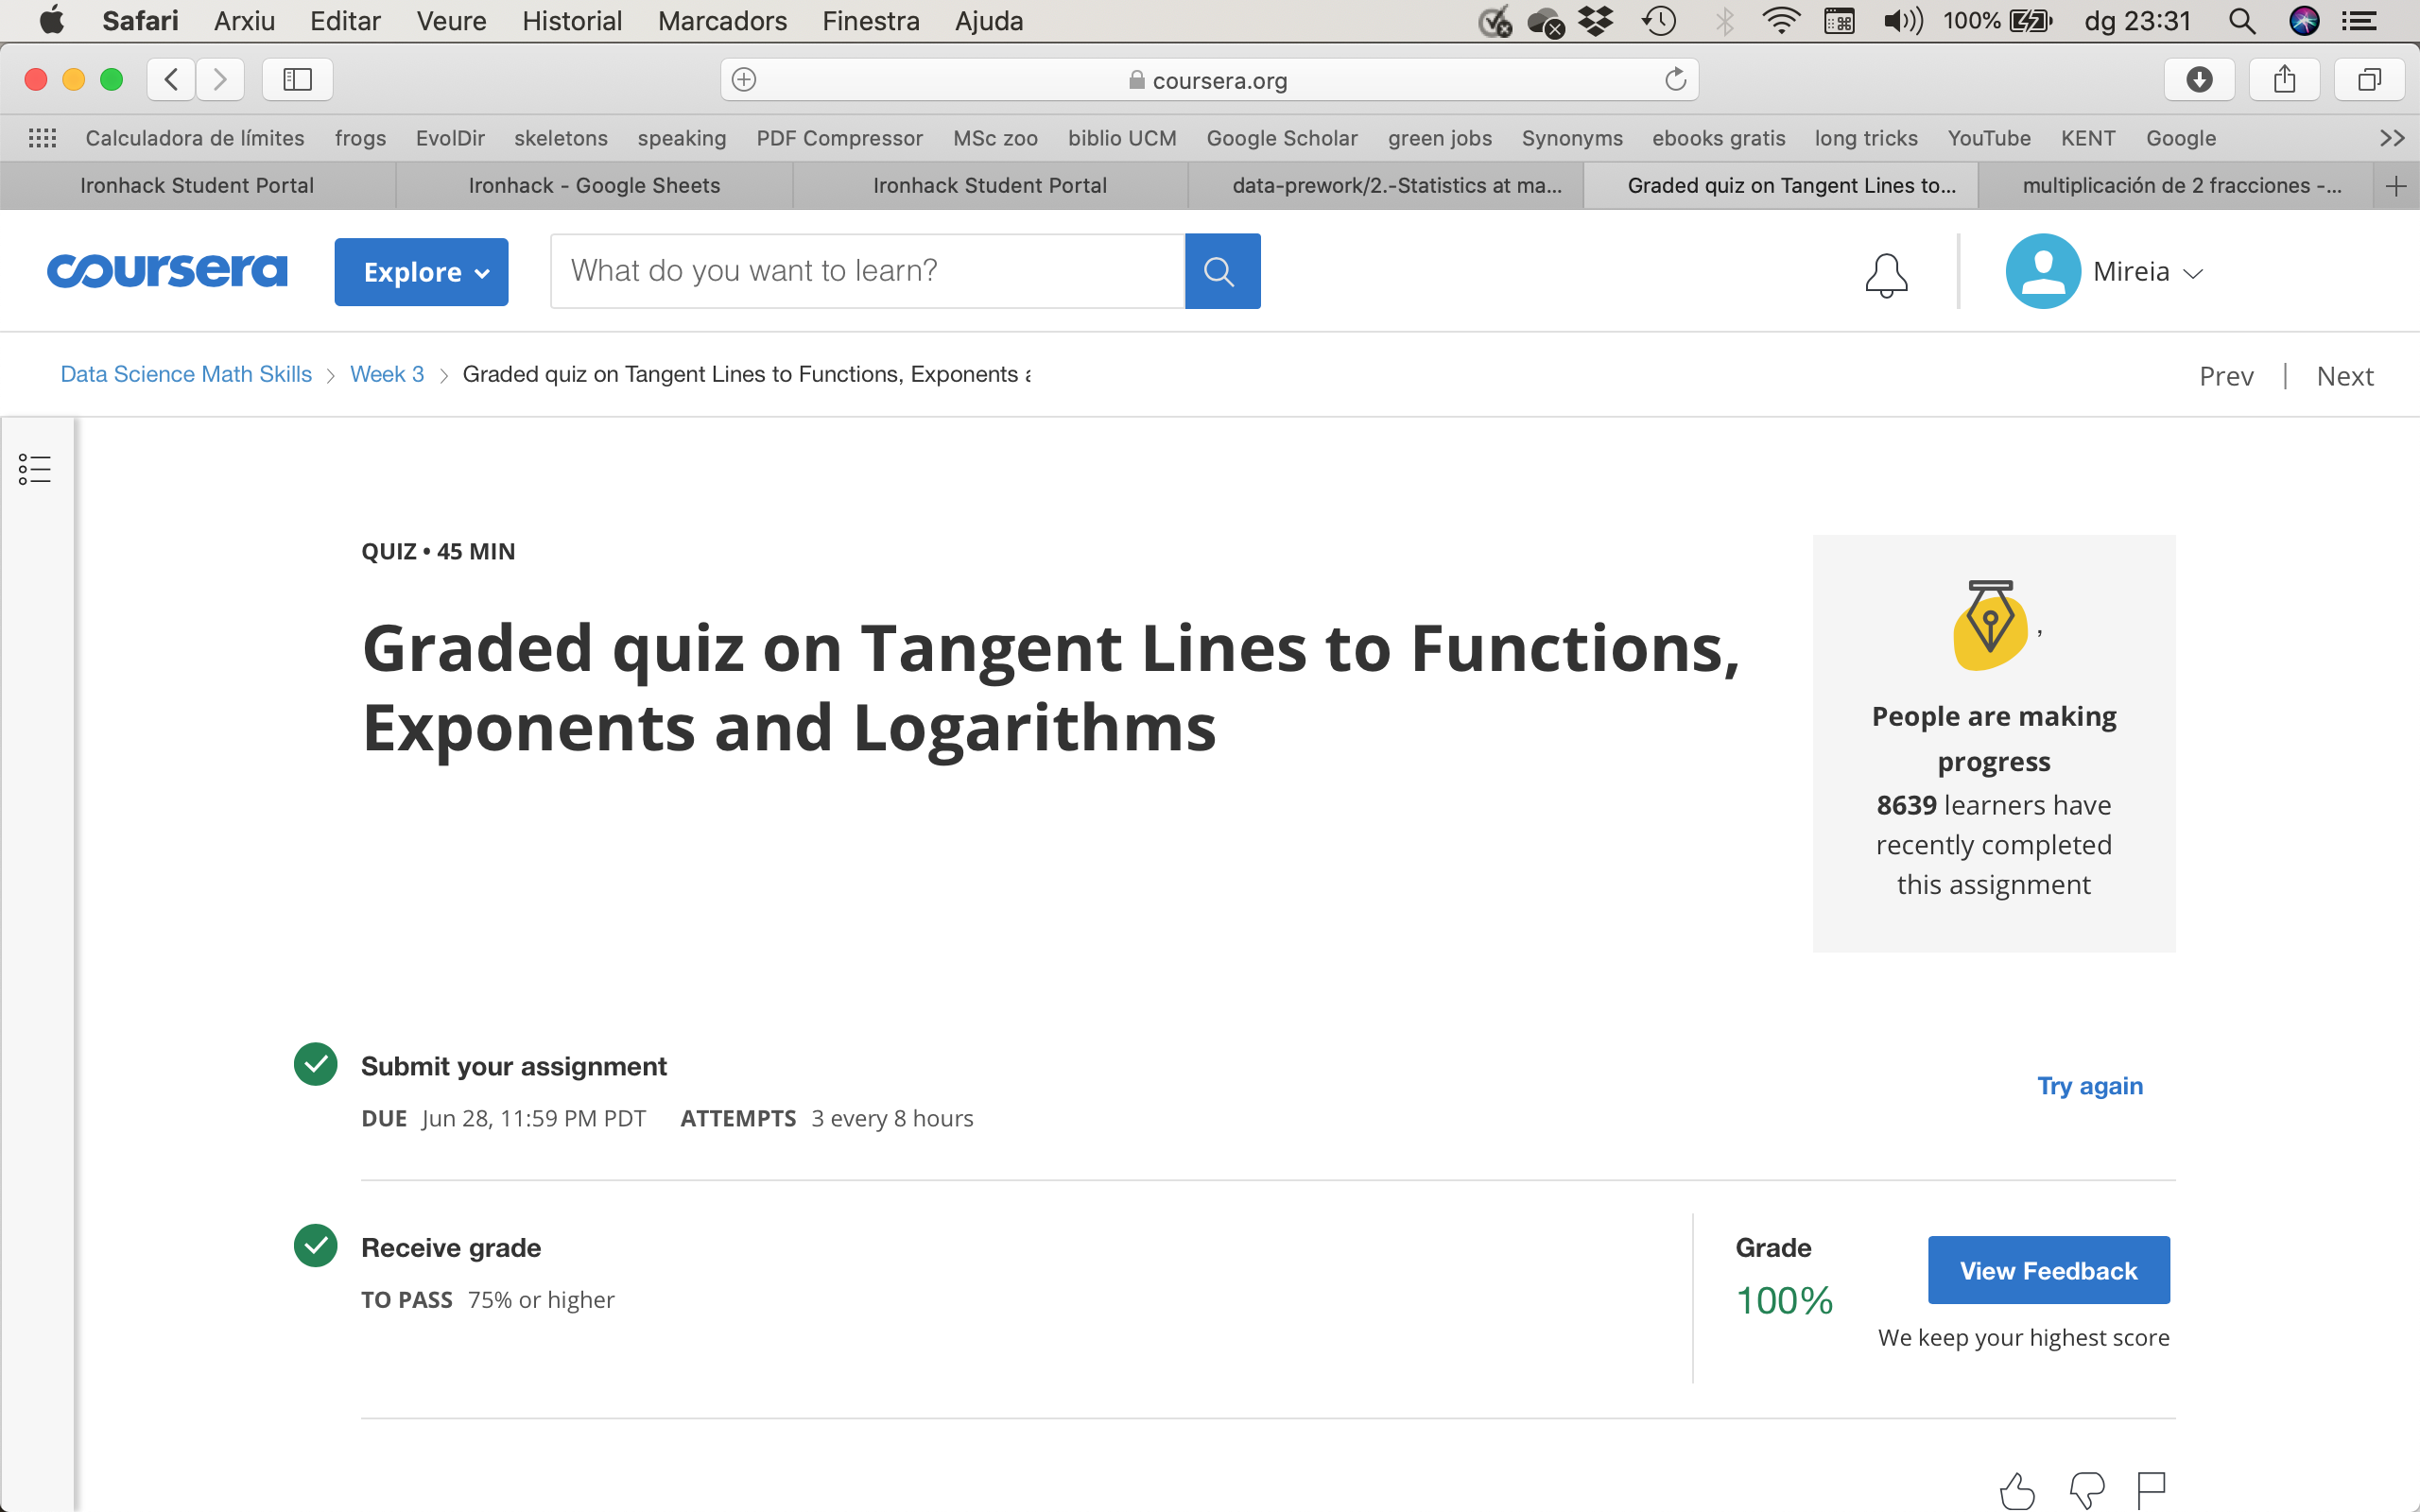 Safari Arxiu Editar Veure Historial Marcadors Finestra Ajuda 100% dg 23:31
coursera.org
Calculadora de límites frogs EvolDir skeletons speaking PDF Compressor MSc zoo biblio UCM Google Scholar green jobs Synonyms ebooks gratis long tricks YouTube KENT Google
Ironhack Student Portal Ironhack - Google Sheets Ironhack Student Portal data-prework/2.-Statistics at ma... Graded quiz on Tangent Lines to... multiplicación de 2 fracciones -...
coursera Explore What do you want to learn? Mireia
Data Science Math Skills Week 3 Graded quiz on Tangent Lines to Functions, Exponents Prev | Next
QUIZ • 45 MIN
Graded quiz on Tangent Lines to Functions,
Exponents and Logarithms
,
People are making
progress
8639 learners have
recently completed
this assignment
Submit your assignment
Try again
DUE Jun 28, 11:59 PM PDT ATTEMPTS 3 every 8 hours
Receive grade
TO PASS 75% or higher
Grade
100%
View Feedback
We keep your highest score